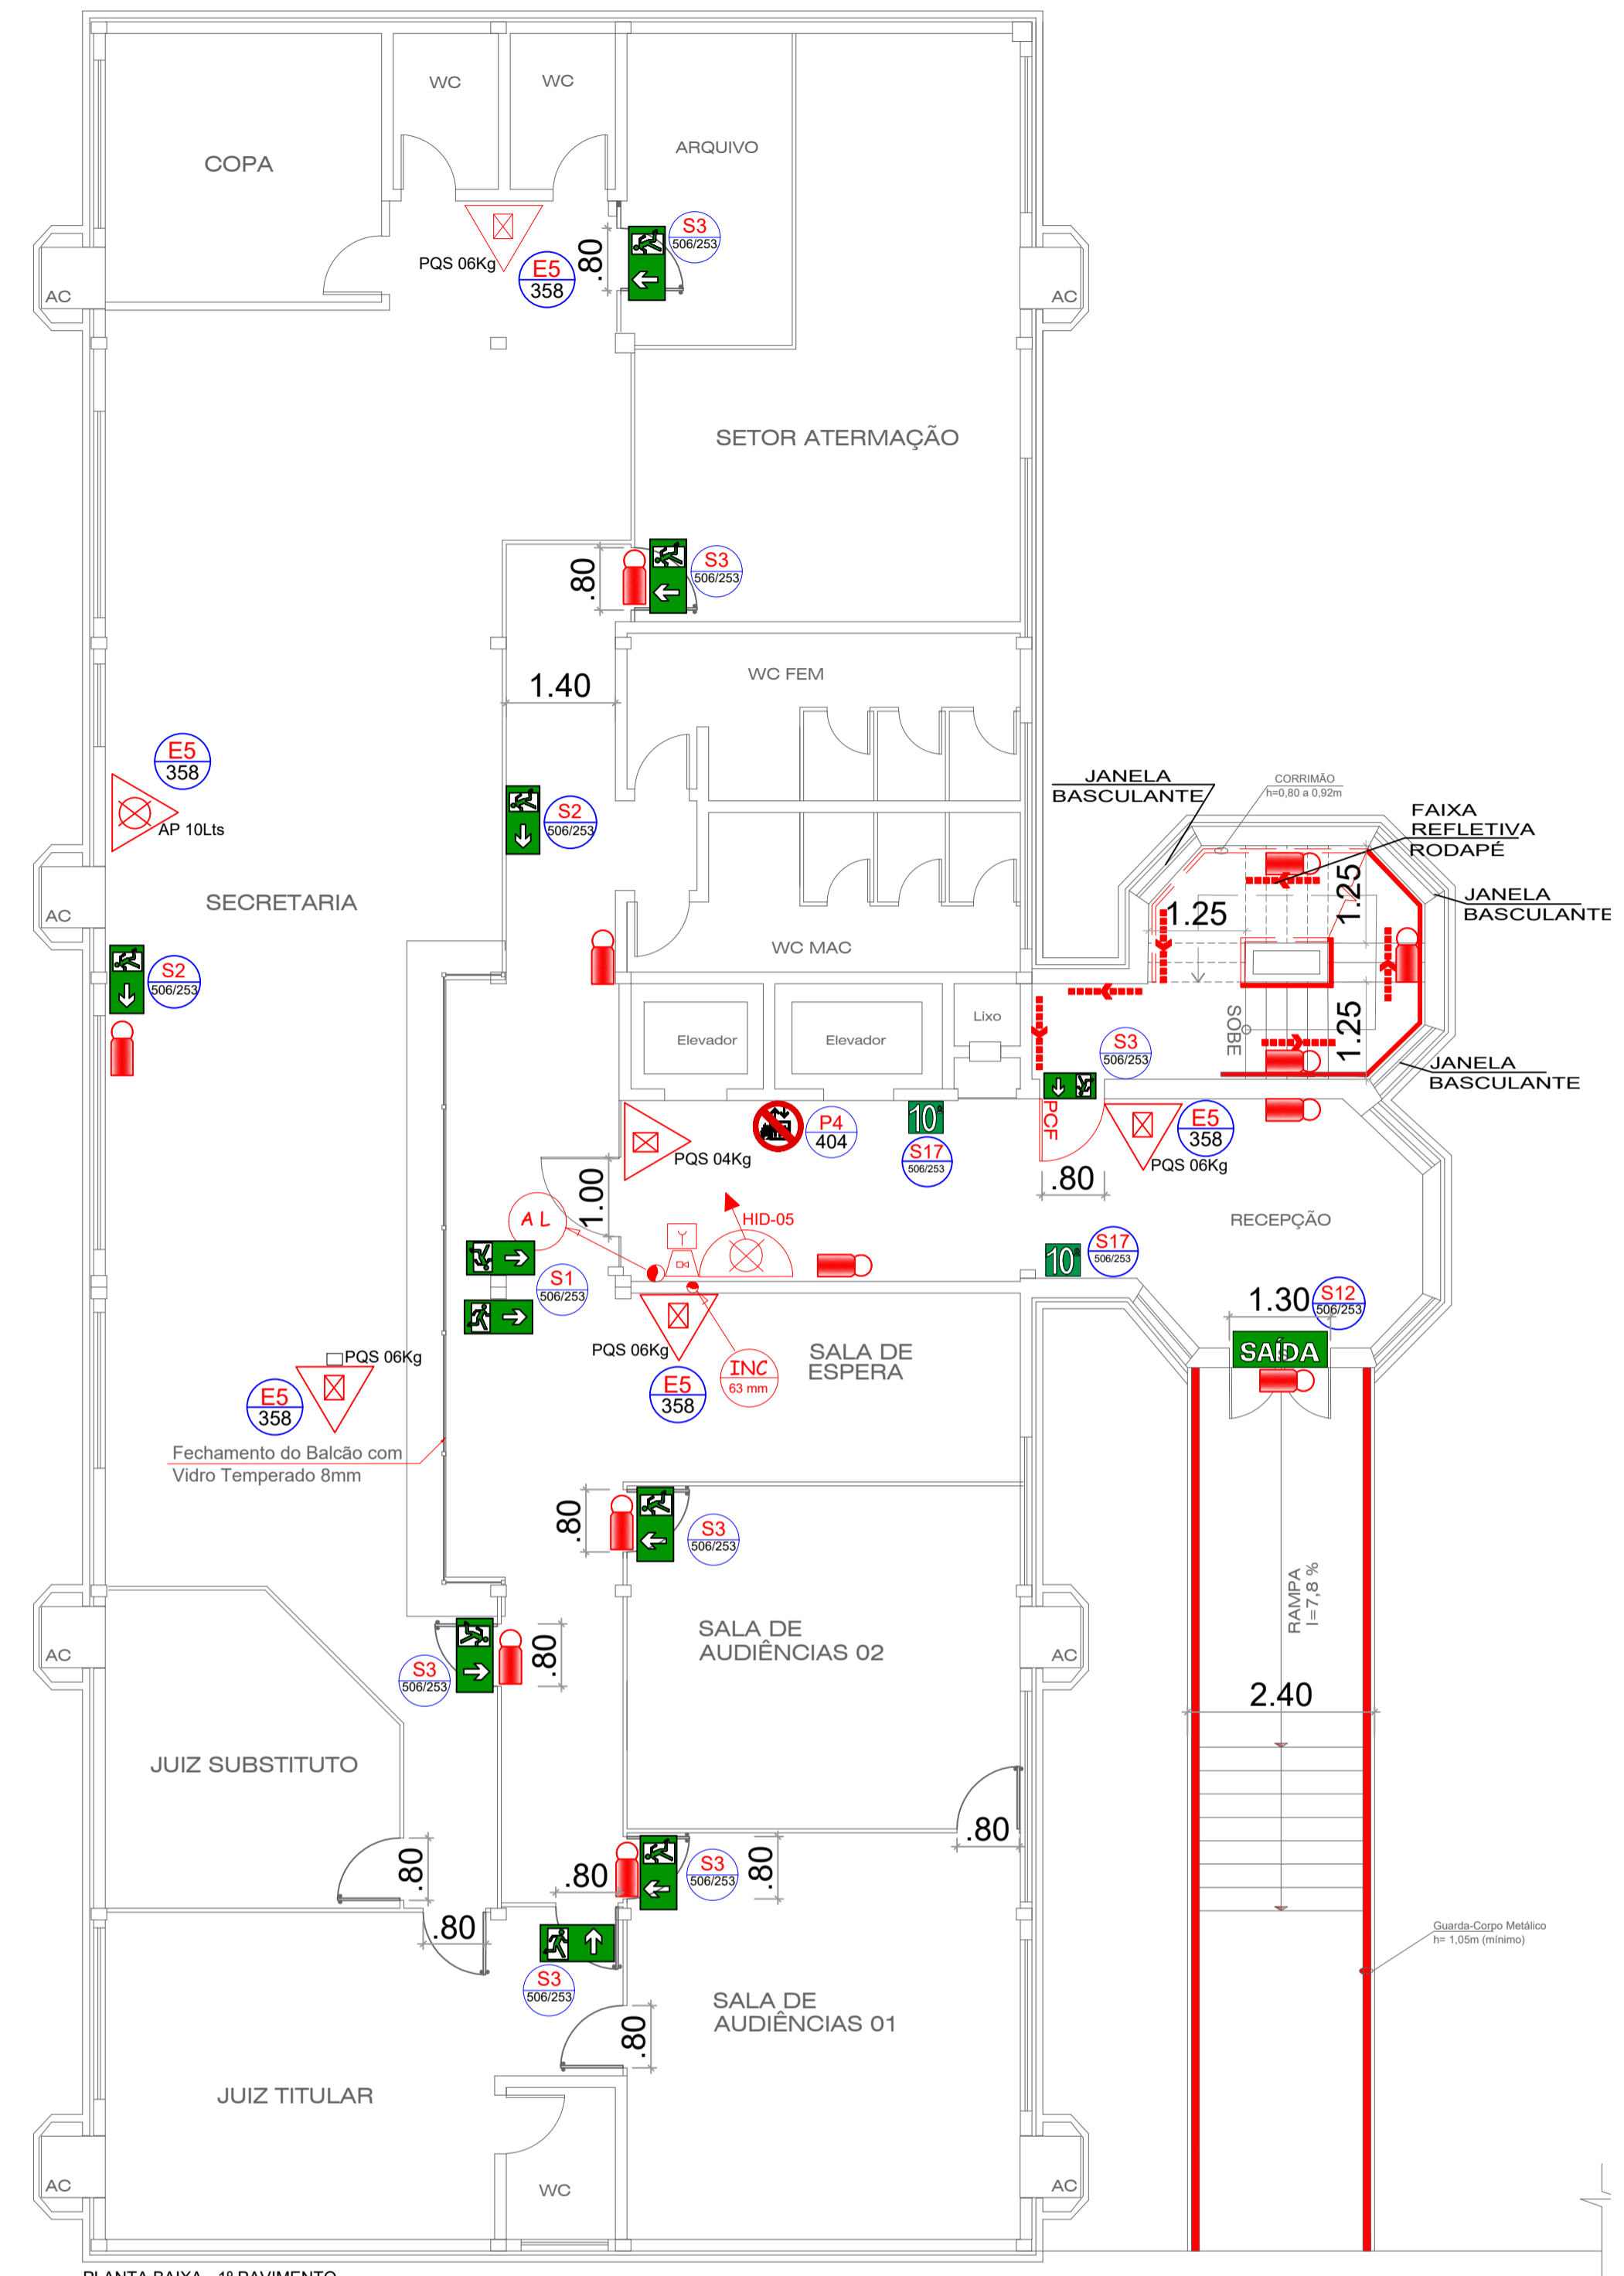 WC
WC
COPA
ARQUIVO
S3
506/253
.80
PQS 06Kg
E5
358
AC
AC
SETOR ATERMAÇÃO
S3
506/253
.80
WC FEM
1.40
E5
358
AP 10Lts
S2
506/253
JANELA
BASCULANTE
CORRIMÃO
h=0,80 a 0,92m
FAIXA
REFLETIVA
RODAPÉ
JANELA
BASCULANTE
1.25
1.25
SECRETARIA
AC
WC MAC
S2
506/253
Elevador
Elevador
Lixo
SOBE
1.25
S3
506/253
JANELA
BASCULANTE
PCF
PQS 04Kg
P4
404
10º
S17
506/253
E5
358
PQS 06Kg
.80
1.00
A L
HID-05
RECEPÇÃO
10º
S17
506/253
S1
506/253
1.30
S12
506/253
SAÍDA
PQS 06Kg
E5
358
INC
63 mm
SALA DE
ESPERA
PQS 06Kg
E5
358
Fechamento do Balcão com
Vidro Temperado 8mm
.80
S3
506/253
RAMPA
I=7,8 %
SALA DE
AUDIÊNCIAS 02
.80
S3
506/253
AC
AC
2.40
JUIZ SUBSTITUTO
.80
.80
S3
506/253
.80
.80
.80
S3
506/253
Guarda-Corpo Metálico
h= 1,05m (mínimo)
SALA DE
AUDIÊNCIAS 01
.80
JUIZ TITULAR
AC
WC
AC
PLANTA BAIXA - 1º PAVIMENTO